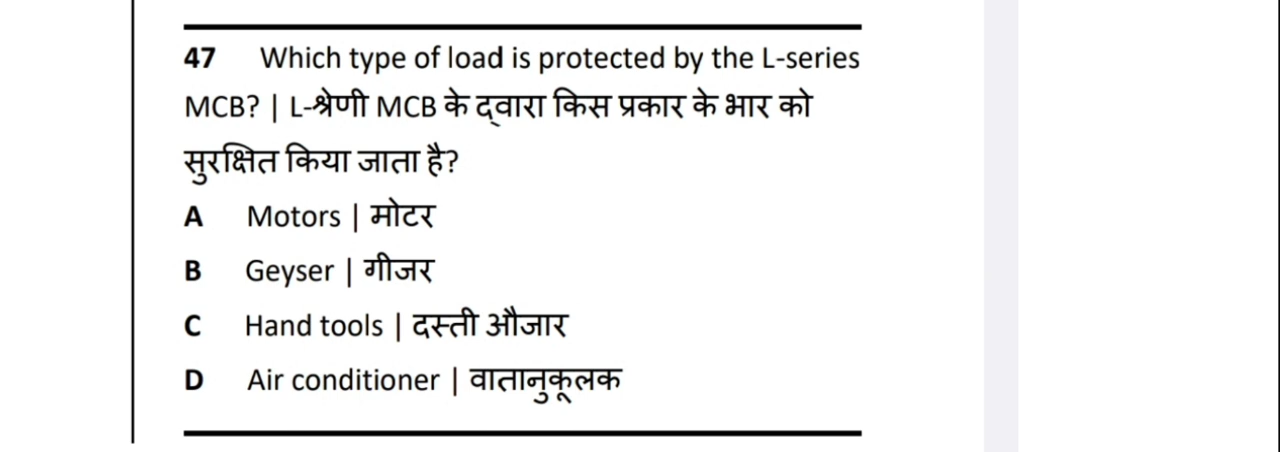 47 Which type of load is protected by the L-series
MCB? | L-श्रेणी MCB के द्वारा किस प्रकार के भार को
सुरक्षित किया जाता है?
A Motors | मोटर
B Geyser | गीजर
C Hand tools | दस्ती औजार
D Air conditioner | वातानुकूलक